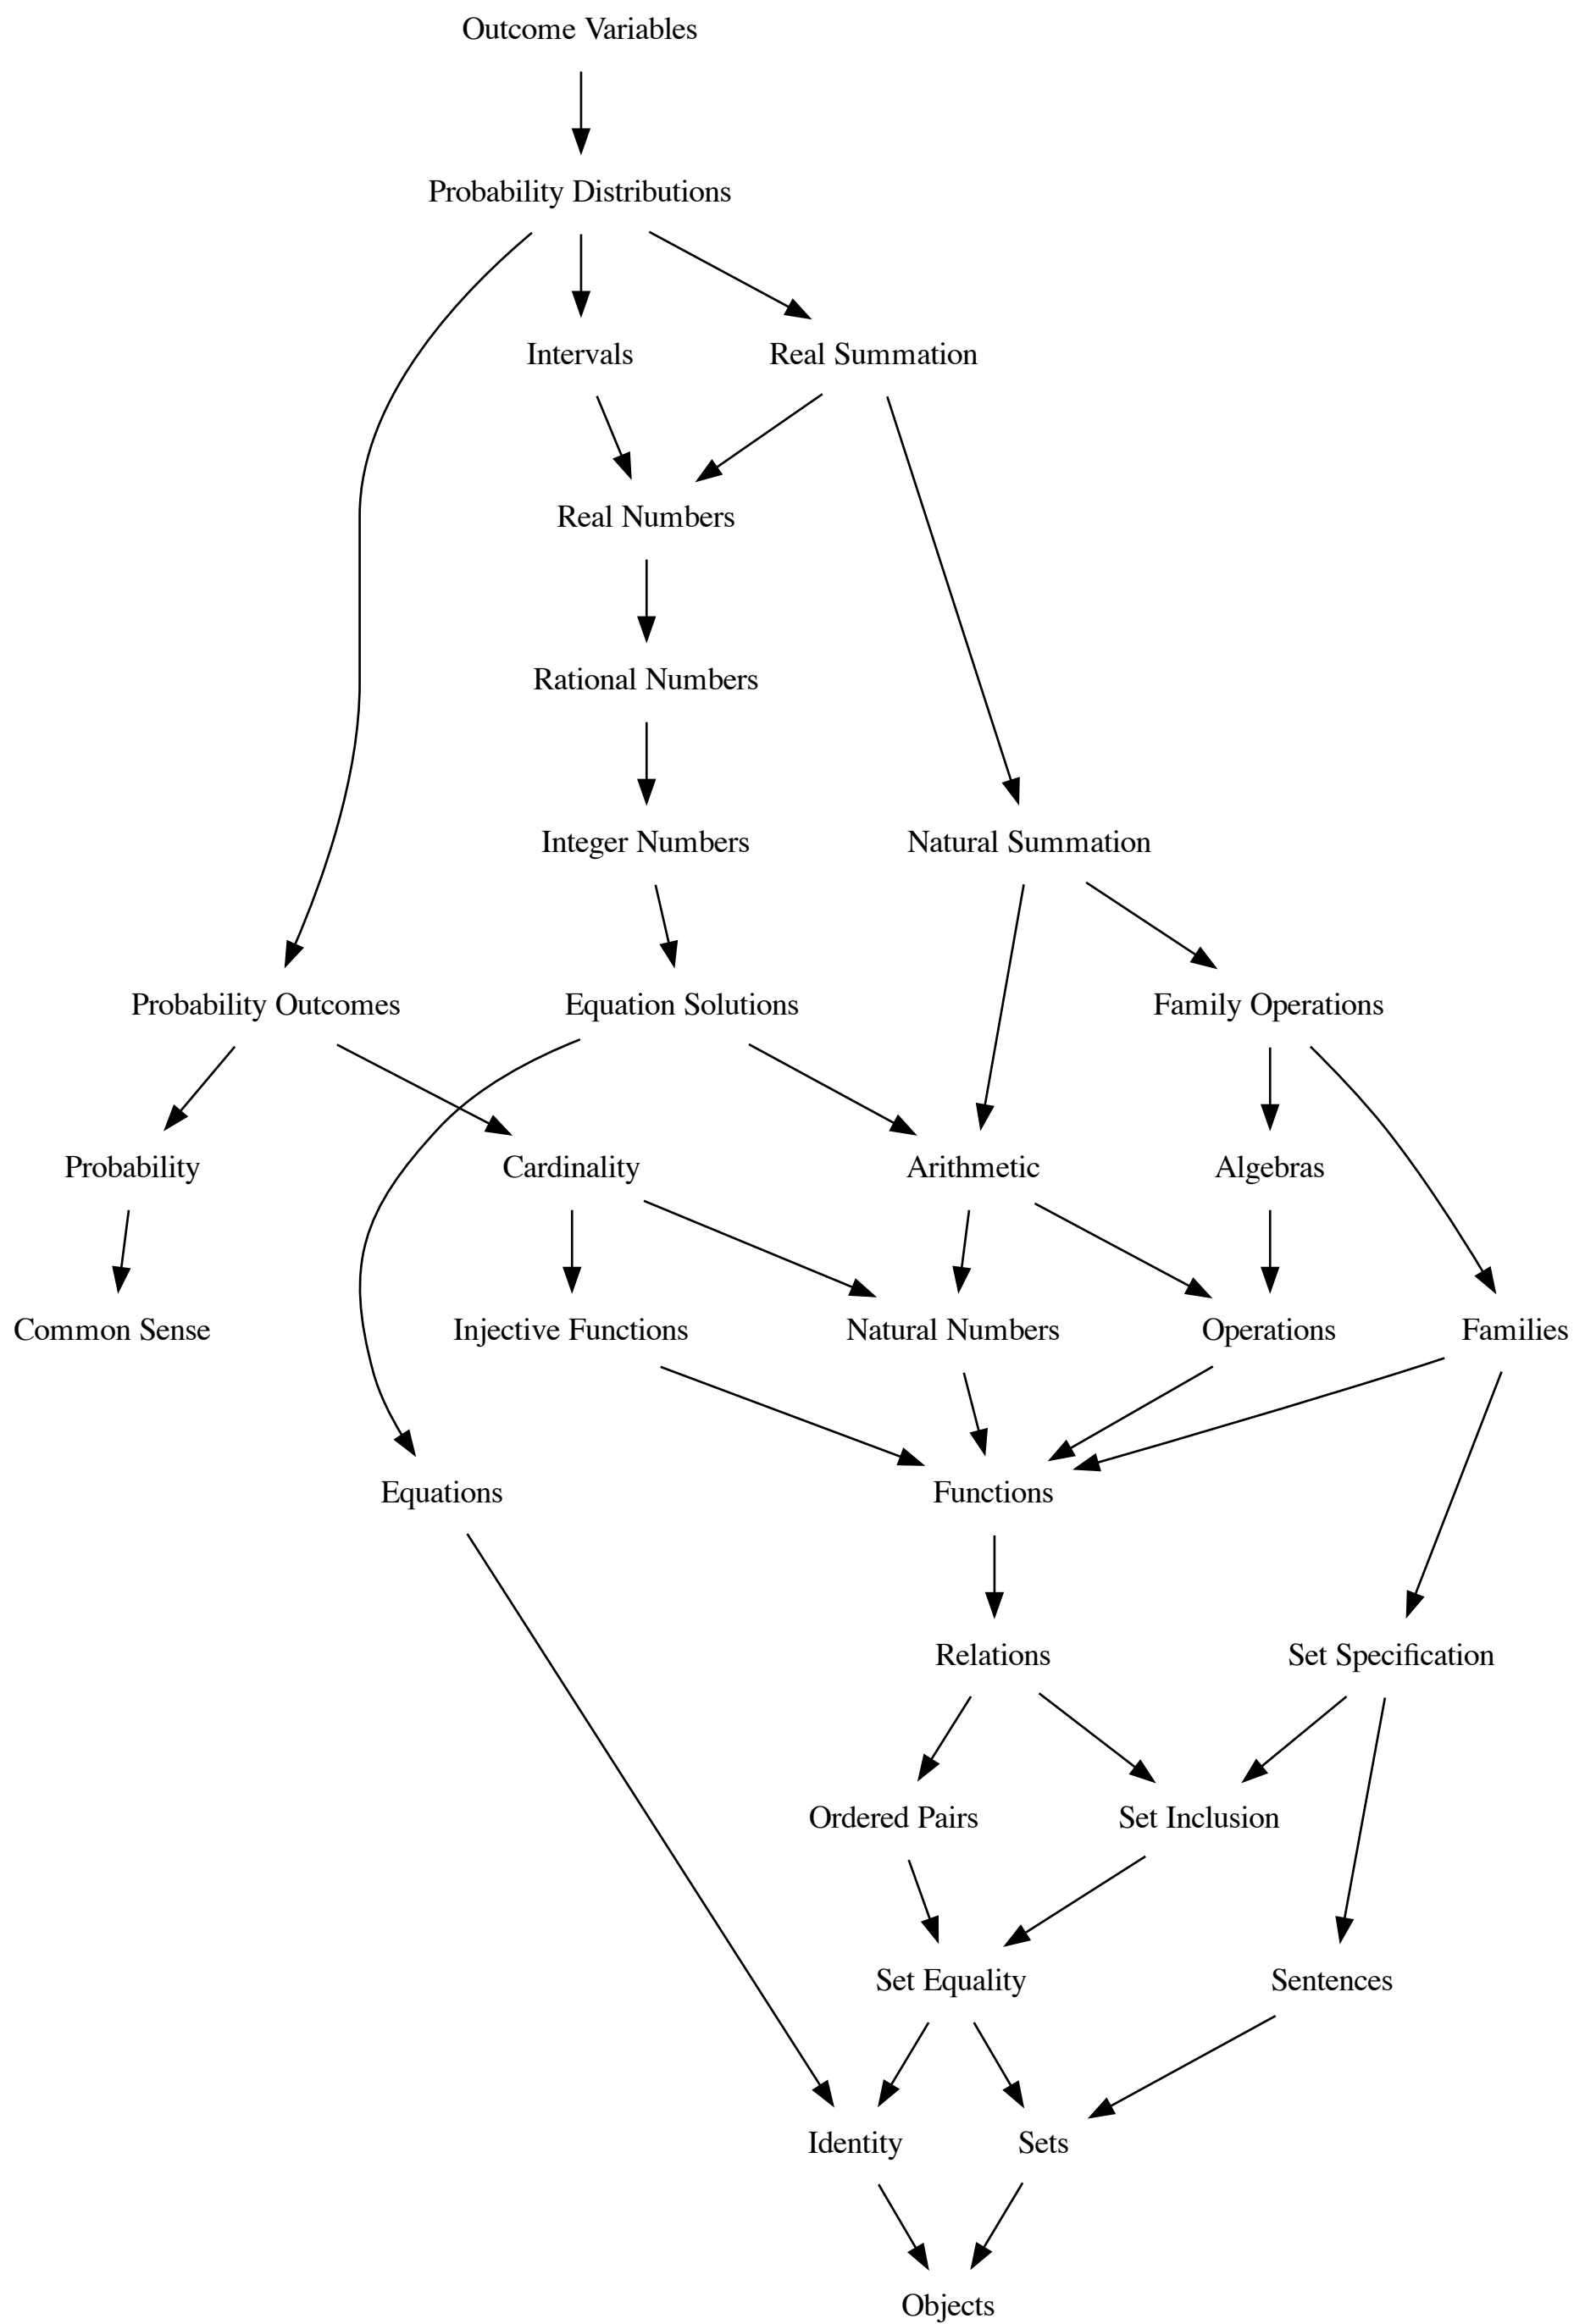 Outcome Variables
Probability Distributions
Intervals
Real Summation
Real Numbers
Rational Numbers
Integer Numbers
Natural Summation
Probability Outcomes
Equation Solutions
Family Operations
Probability
Cardinality
Arithmetic
Algebras
Common Sense
Injective Functions
Natural Numbers
Operations
Families
Equations
Functions
Relations
Set Specification
Ordered Pairs
Set Inclusion
Set Equality
Sentences
Identity
Sets
Objects